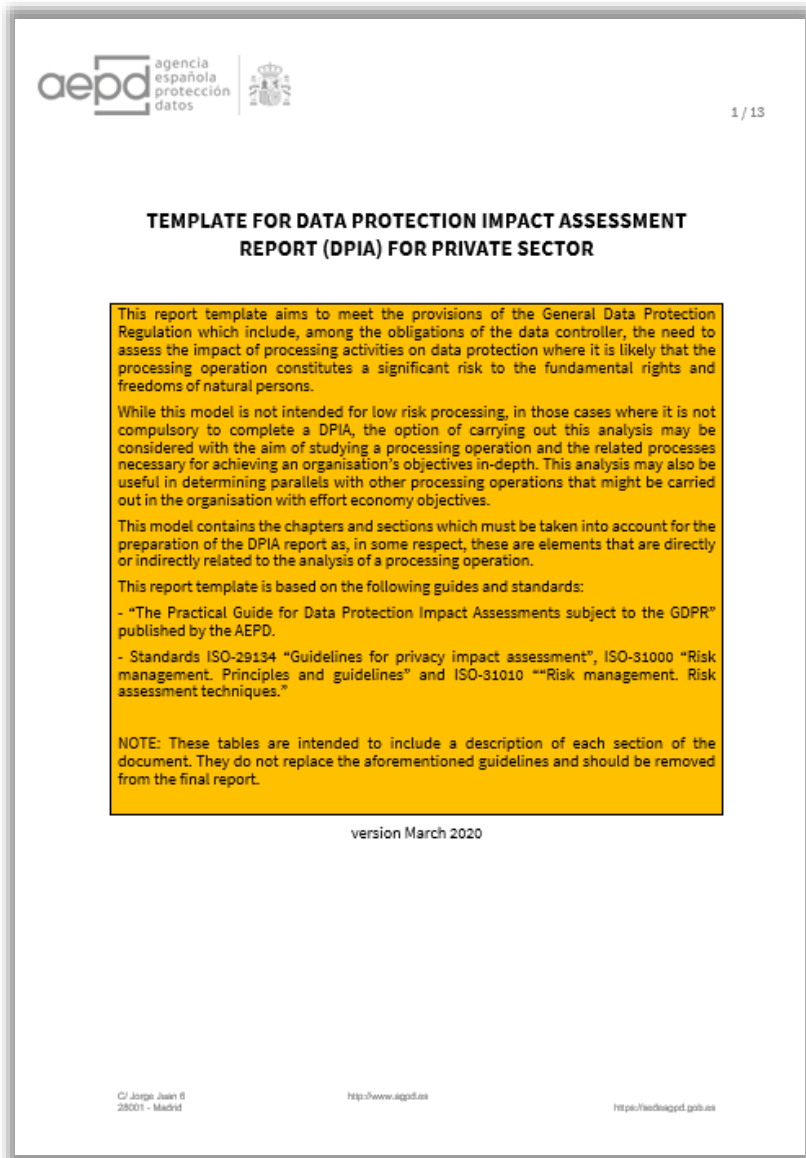 aepd
agencia
española
protección
datos
1 / 13
TEMPLATE FOR DATA PROTECTION IMPACT ASSESSMENT
REPORT (DPIA) FOR PRIVATE SECTOR
This report template aims to meet the provisions of the General Data Protection
Regulation which include, among the obligations of the data controller, the need to
assess the impact of processing activities on data protection where it is likely that the
processing operation constitutes a significant risk to the fundamental rights and
freedoms of natural persons.
While this model is not intended for low risk processing, in those cases where it is not
compulsory to complete a DPIA, the option of carrying out this analysis may be
considered with the aim of studying a processing operation and the related processes
necessary for achieving an organisation's objectives in-depth. This analysis may also be
useful in determining parallels with other processing operations that might be carried
out in the organisation with effort economy objectives.
This model contains the chapters and sections which must be taken into account for the
preparation of the DPIA report as, in some respect, these are elements that are directly
or indirectly related to the analysis of a processing operation.
This report template is based on the following guides and standards:
- “The Practical Guide for Data Protection Impact Assessments subject to the GDPR”
published by the AEPD.
- Standards ISO-29134 “Guidelines for privacy impact assessment”, ISO-31000 “Risk
management. Principles and guidelines” and ISO-31010 ““Risk management. Risk
assessment techniques.”
NOTE: These tables are intended to include a description of each section of the
document. They do not replace the aforementioned guidelines and should be removed
from the final report.
version March 2020
C/ Jorge Juan 6
28001 - Madrid
http://www.agpd.es
https://sedeagpd.gob.es